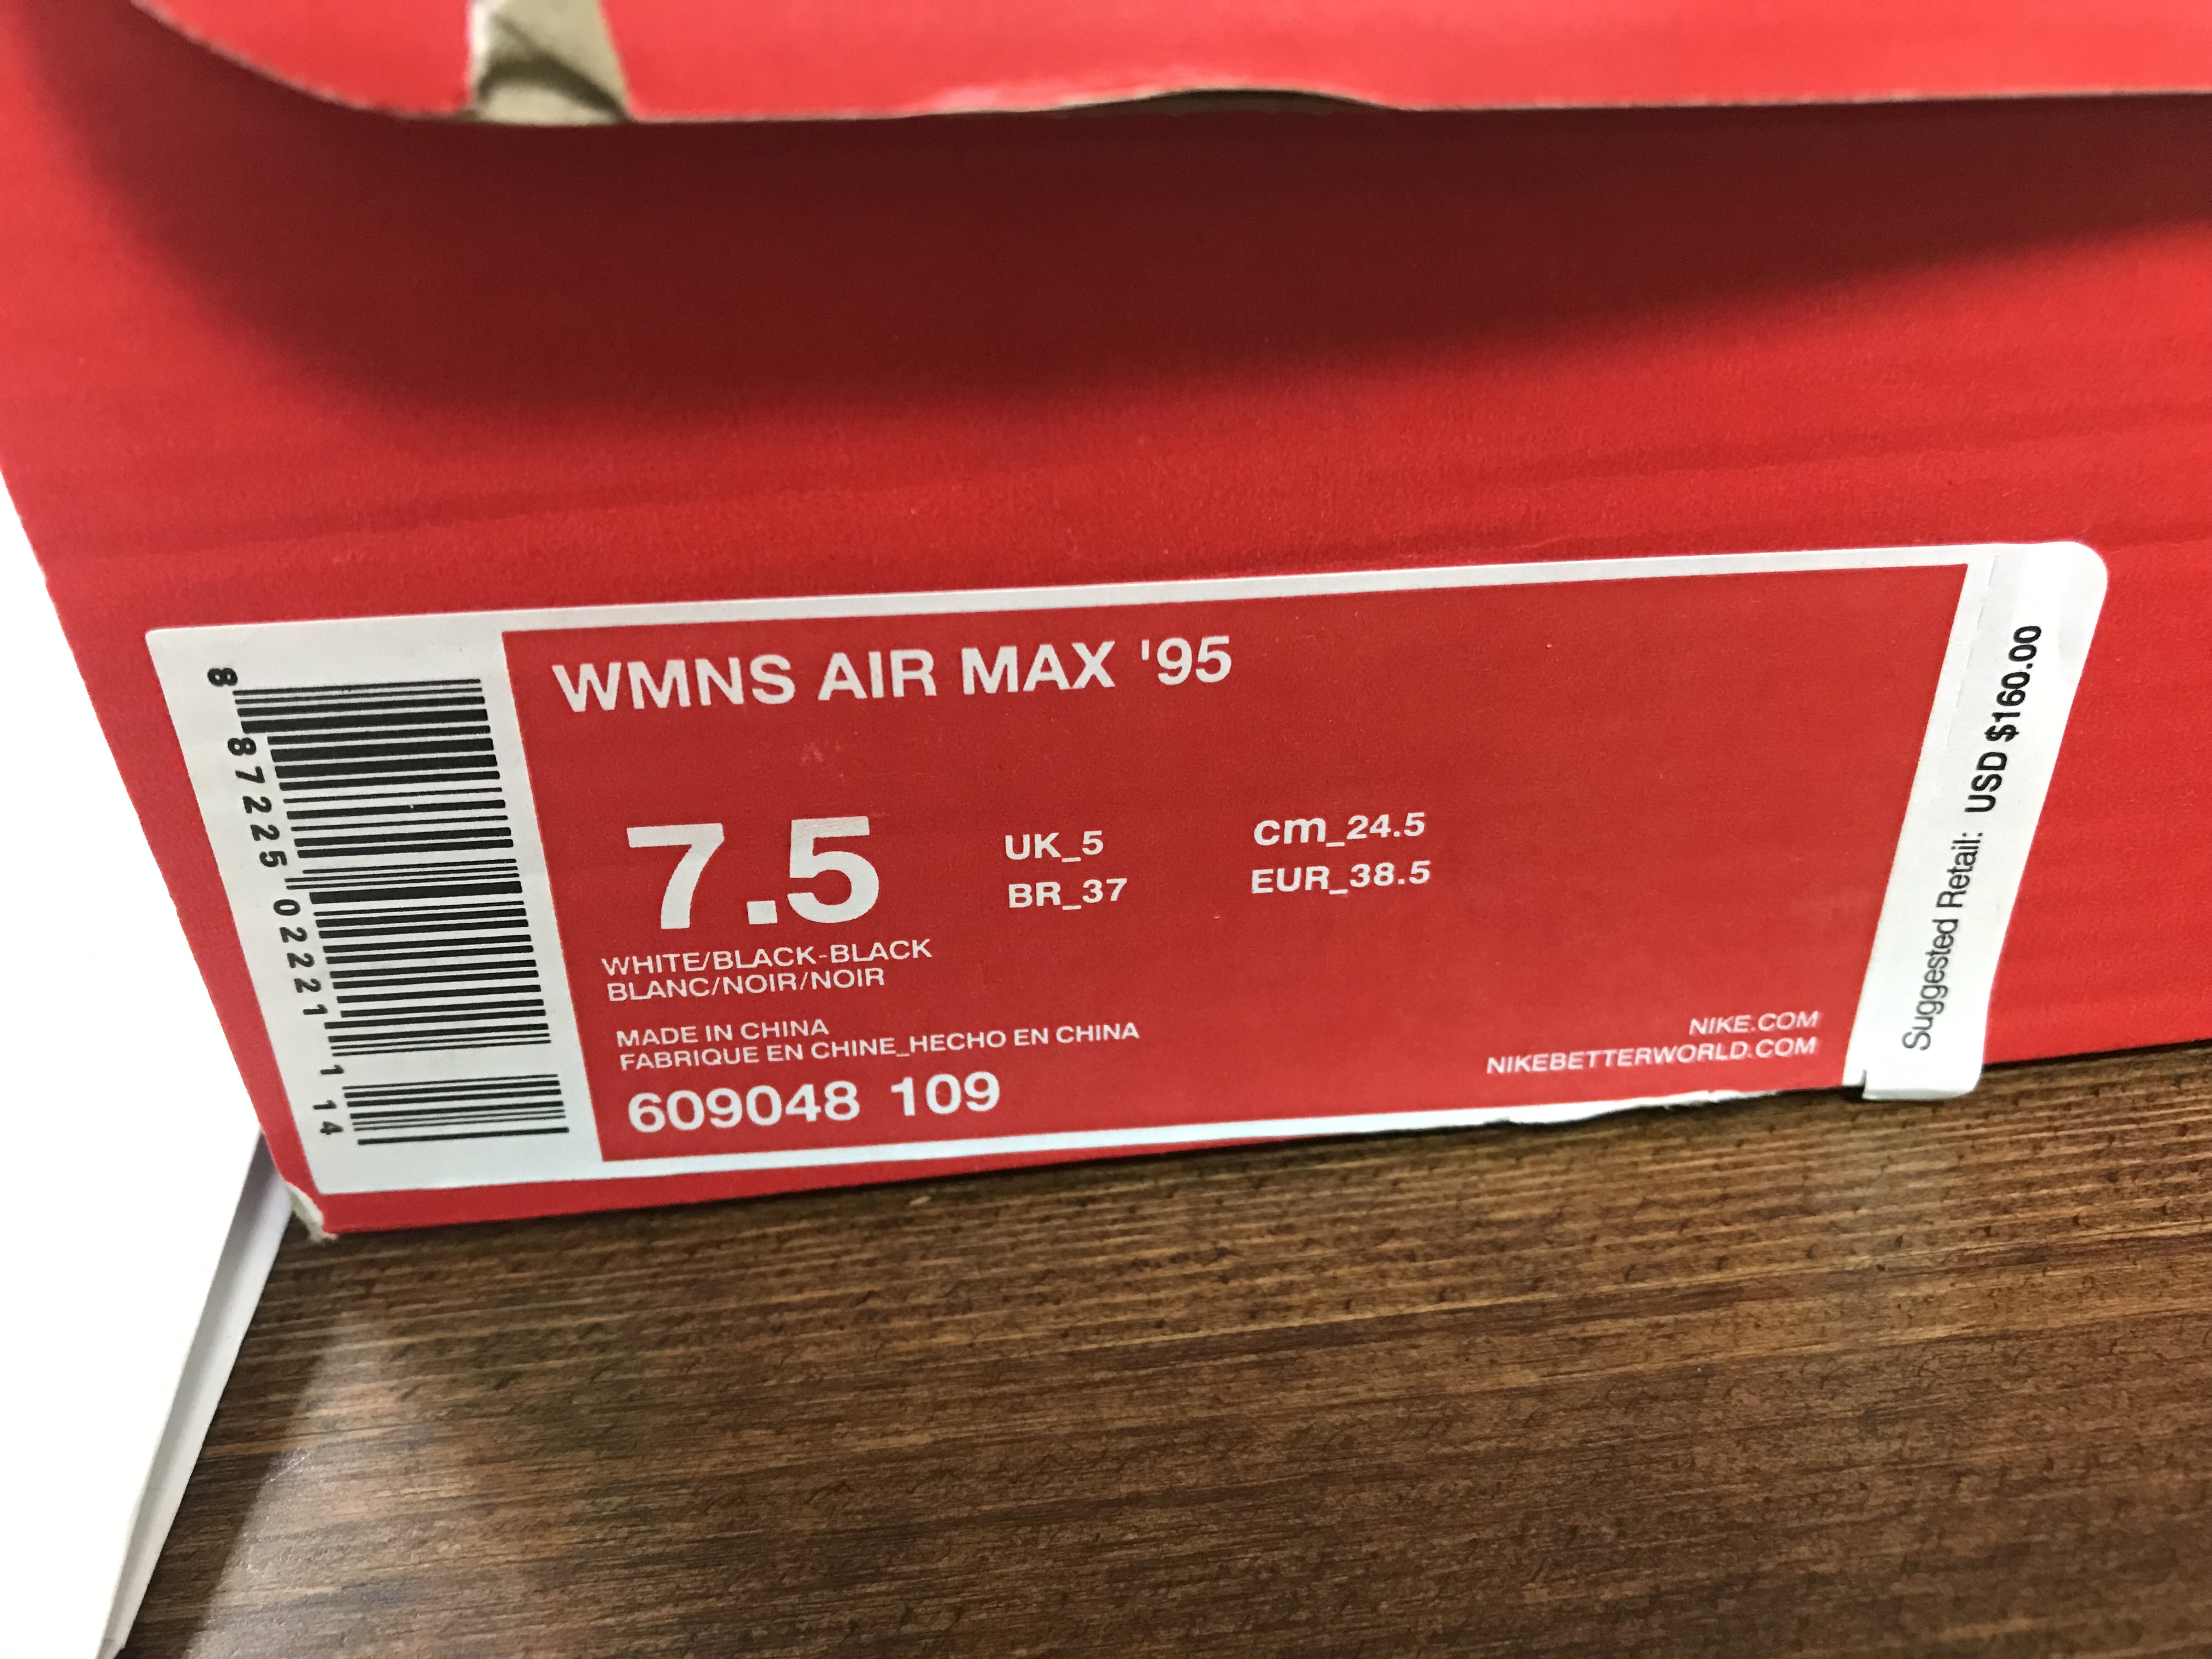 WMNS AIR MAX '95
7.5
UK_5
cm_24.5
BR_37
EUR_38.5
WHITE/BLACK-BLACK
BLANC/NOIR/NOIR
MADE IN CHINA
FABRIQUE EN CHINE_HECHO EN CHINA
609048 109
NIKE.COM
NIKEBETTERWORLD.COM
8 87225 02221 1 14
Suggested Retail: USD $160.00